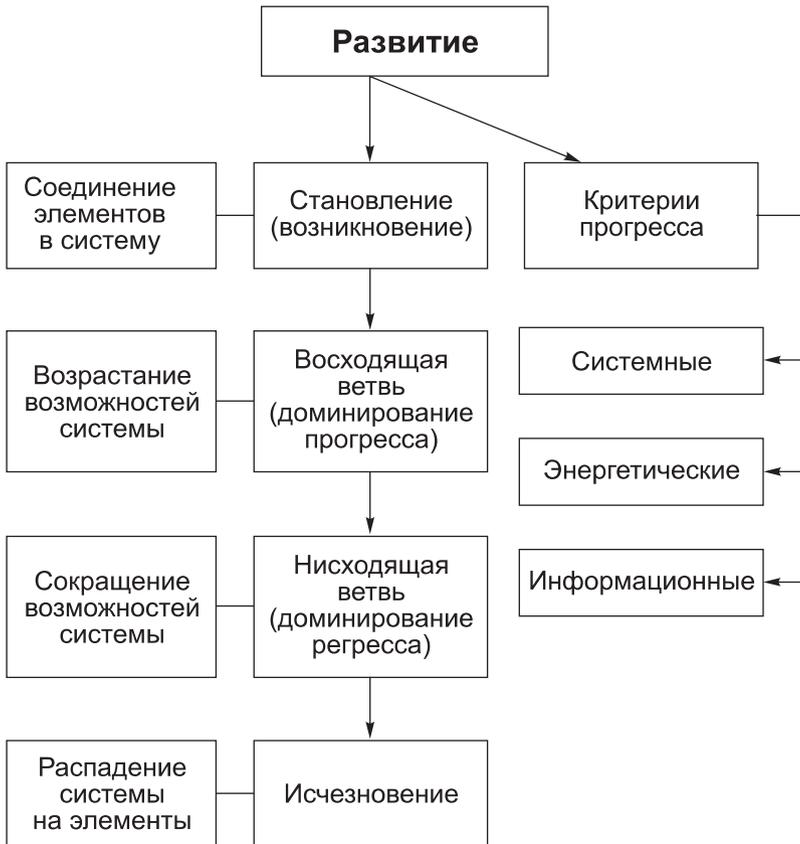 Развитие
Соединение
элементов
в систему
Становление
(возникновение)
Критерии
прогресса
Возрастание
возможностей
системы
Восходящая
ветвь
(доминирование
прогресса)
Системные
Энергетические
Сокращение
возможностей
системы
Нисходящая
ветвь
(доминирование
регресса)
Информационные
Распадение
системы
на элементы
Исчезновение